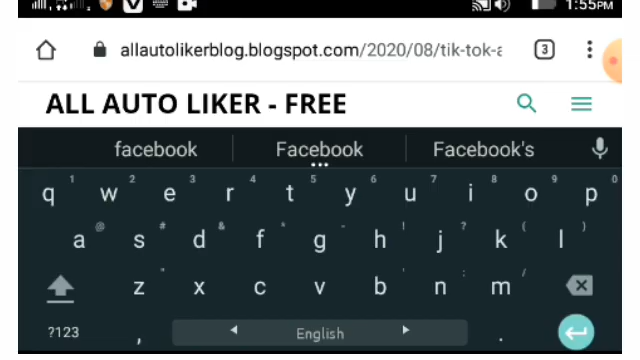 1:55PM
allautolikerblog.blogspot.com/2020/08/tik-tok-a
3
ALL AUTO LIKER - FREE
facebook Facebook Facebook's
1 2 3 4 5 6 7 8 9 0
q w e r t y u i o p
@ # & * - ! ? ( )
a s d f g h j k l
" ' : /
z x c v b n m
?123 , English .